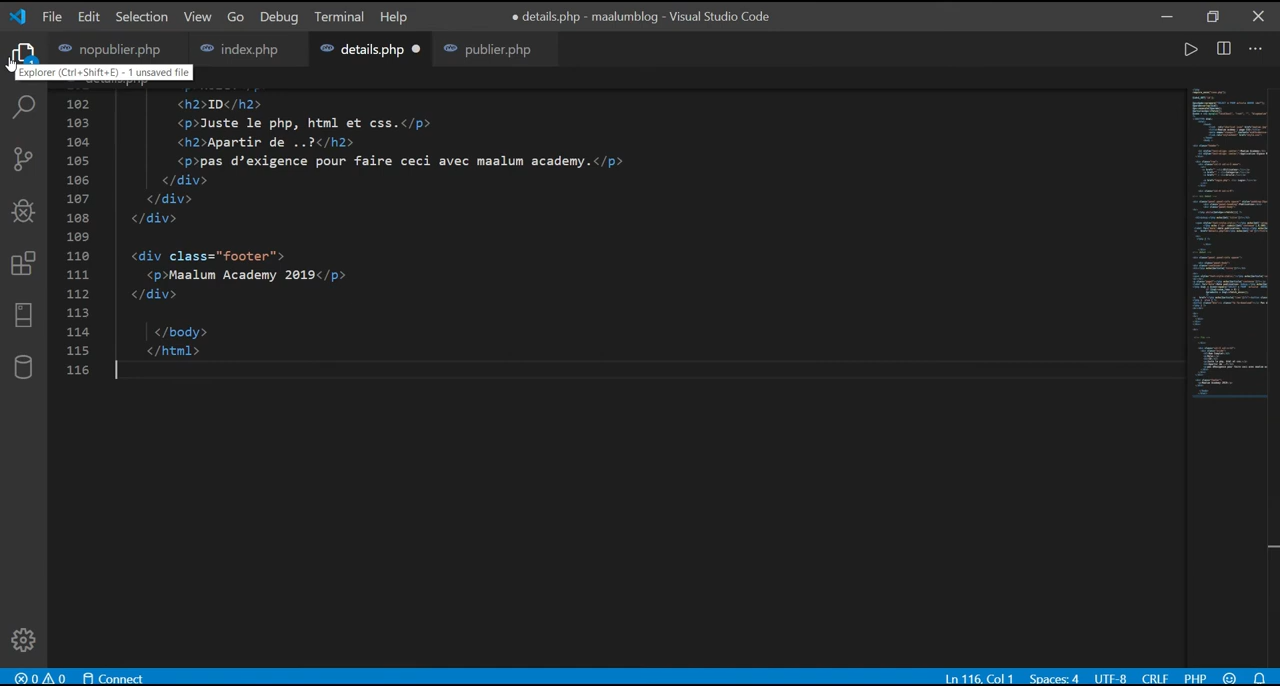 File Edit Selection View Go Debug Terminal Help
● details.php - maalumblog - Visual Studio Code
nopublier.php index.php details.php publier.php
Explorer (Ctrl+Shift+E) - 1 unsaved file
102 <h2>ID</h2>
103 <p>Juste le php, html et css.</p>
104 <h2>Apartir de ..?</h2>
105 <p>pas d’exigence pour faire ceci avec maalum academy.</p>
106 </div>
107 </div>
108 </div>
109
110 <div class="footer">
111 <p>Maalum Academy 2019</p>
112 </div>
113
114 </body>
115 </html>
116
0 0 Connect Ln 116, Col 1 Spaces: 4 UTF-8 CRLF PHP